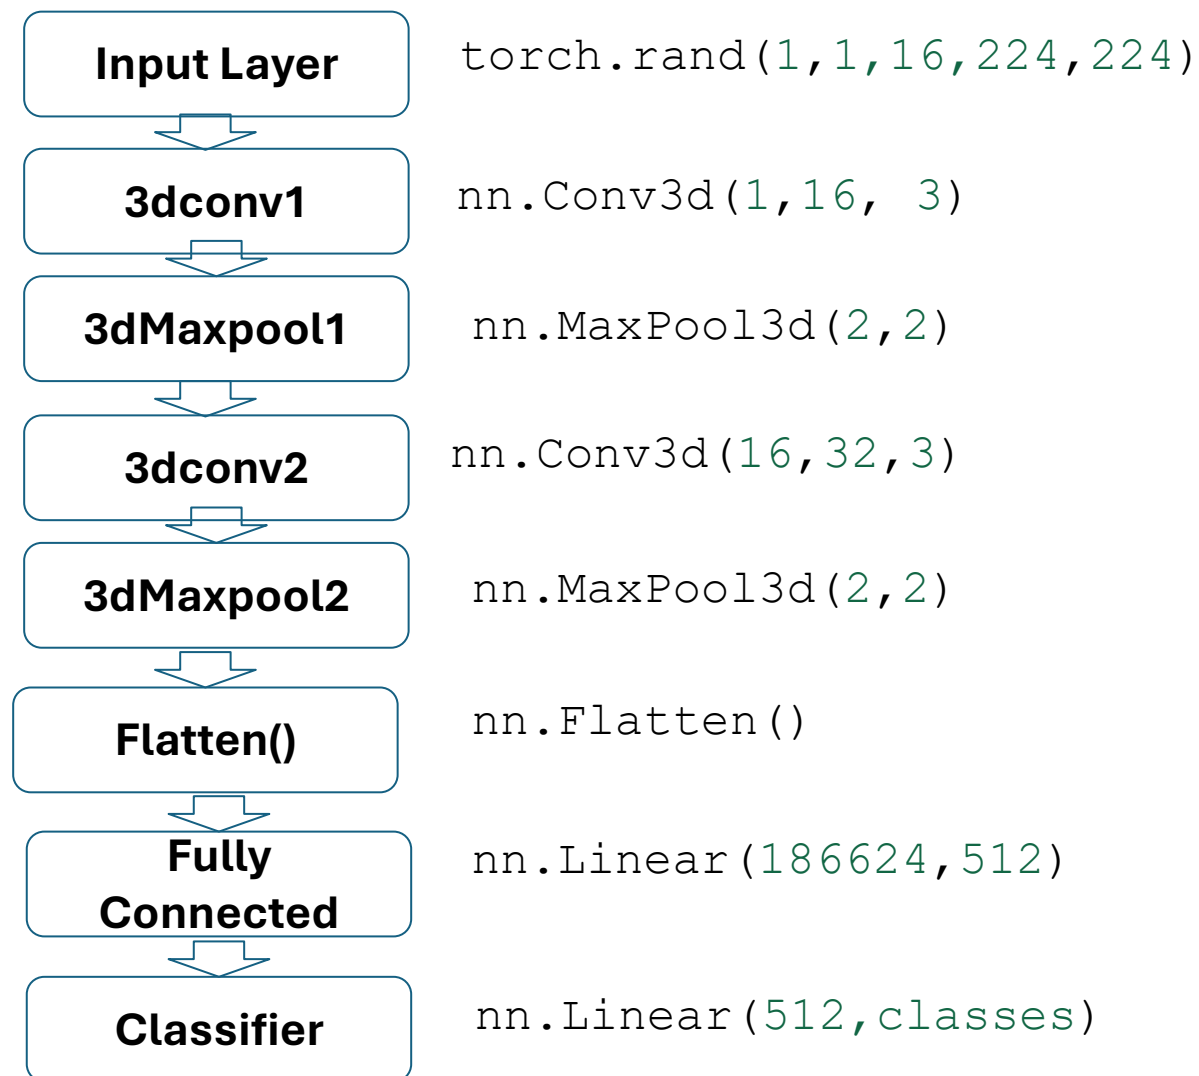 Input Layer
torch.rand(1,1,16,224,224)
3dconv1
nn.Conv3d(1,16, 3)
3dMaxpool1
nn.MaxPool3d(2,2)
3dconv2
nn.Conv3d(16,32,3)
3dMaxpool2
nn.MaxPool3d(2,2)
Flatten()
nn.Flatten()
Fully
Connected
nn.Linear(186624,512)
Classifier
nn.Linear(512,classes)